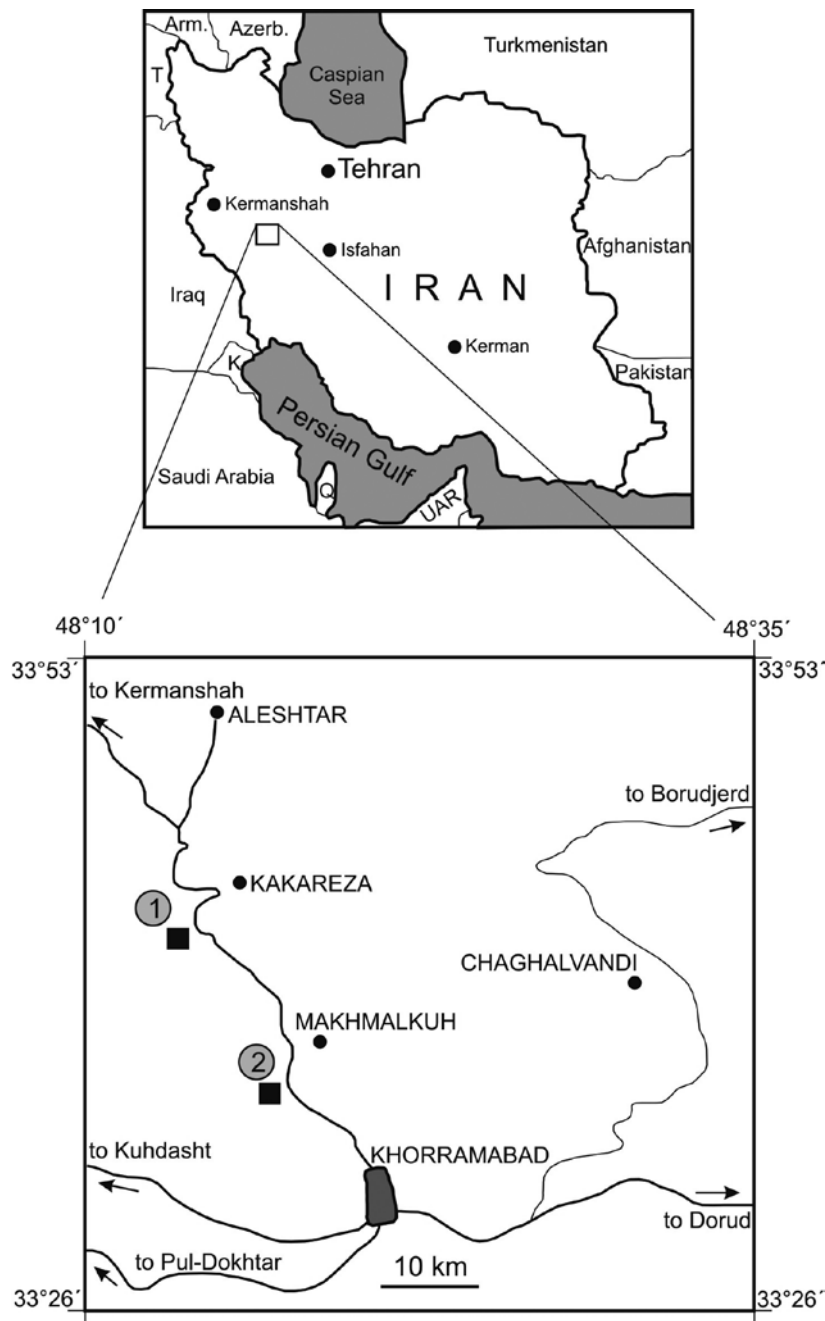 Arm.
Azerb.
Turkmenistan
Caspian
Sea
T
Tehran
Kermanshah
Isfahan
Afghanistan
IRAN
Iraq
Kerman
K
Pakistan
Persian Gulf
Saudi Arabia
Q
UAR
48°10´
48°35´
33°53´
33°53´
to Kermanshah
ALESHTAR
to Borudjerd
KAKAREZA
1
CHAGHALVANDI
MAKHMALKUH
2
to Kuhdasht
KHORRAMABAD
to Dorud
to Pul-Dokhtar
10 km
33°26´
33°26´